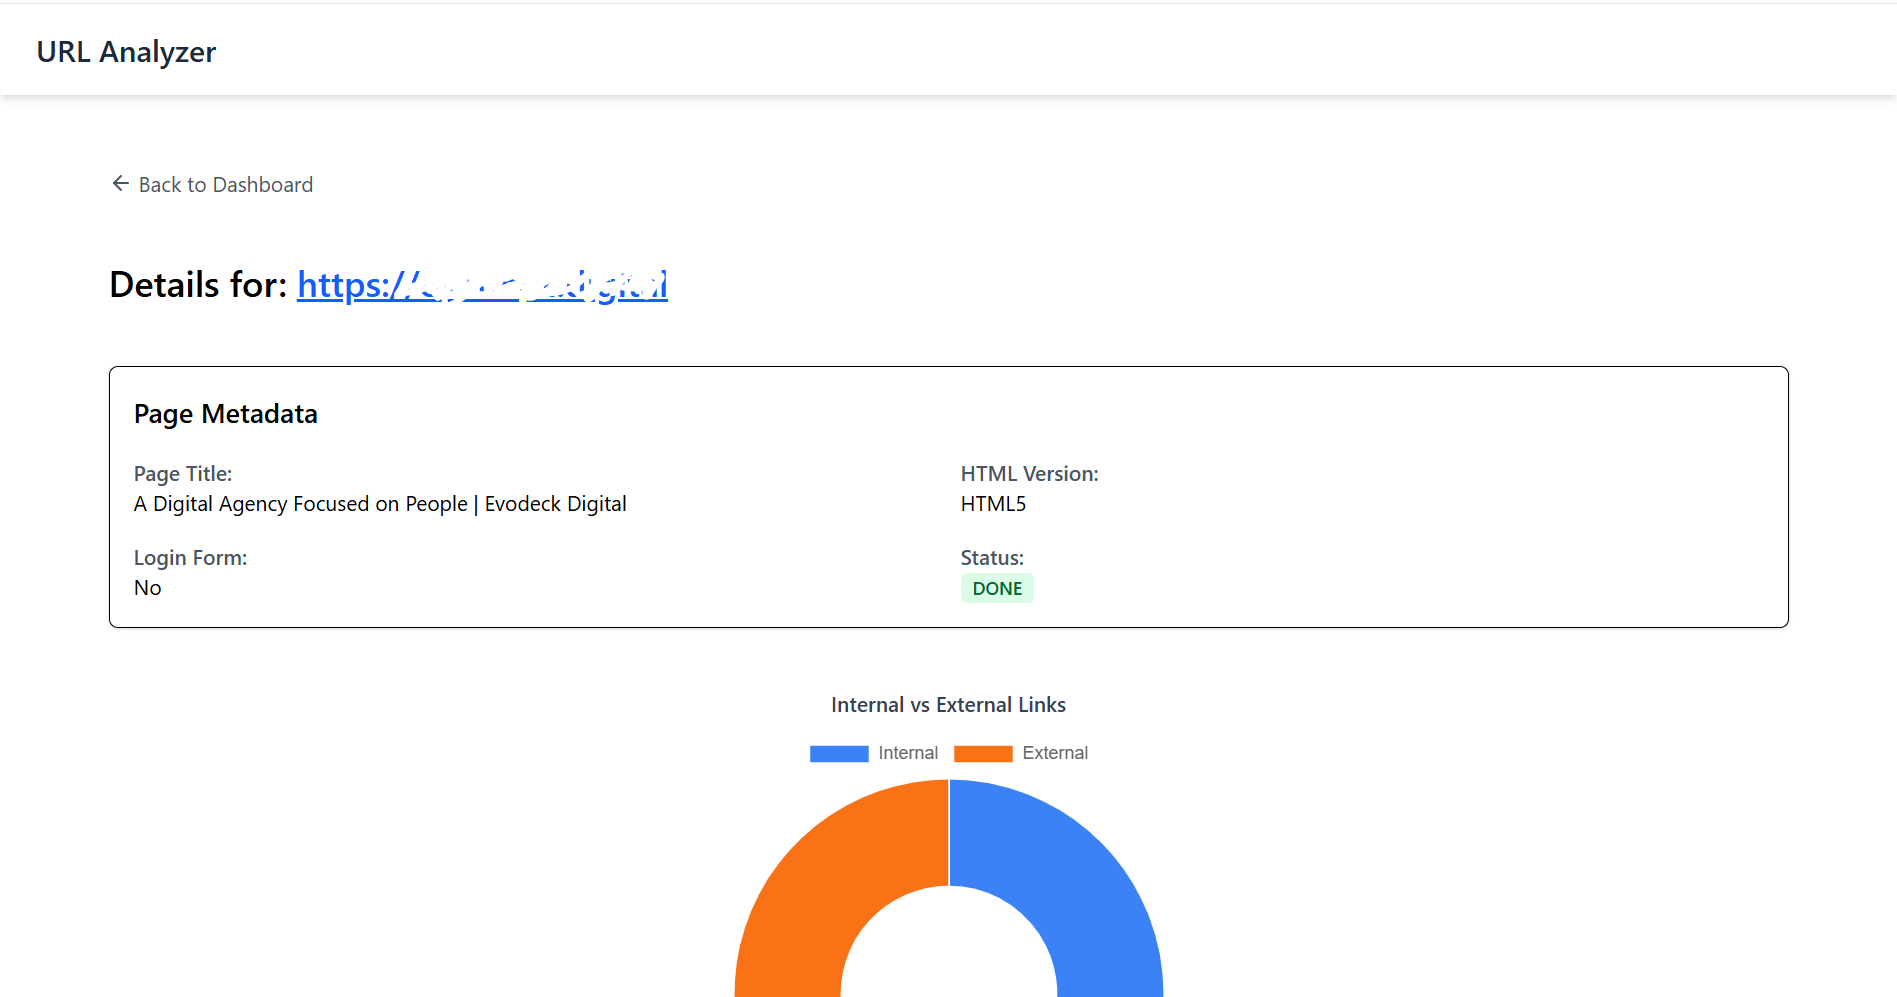 URL Analyzer
← Back to Dashboard
Details for: https://
Page Metadata
Page Title:
A Digital Agency Focused on People | Evodeck Digital
HTML Version:
HTML5
Login Form:
No
Status:
DONE
Internal vs External Links
Internal
External